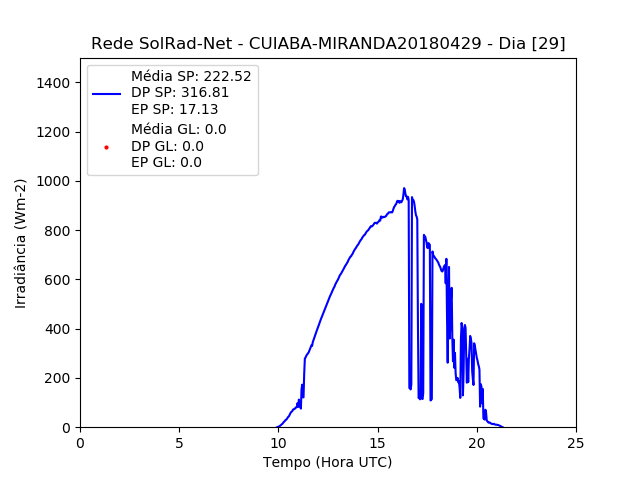 Rede SolRad-Net - CUIABA-MIRANDA20180429 - Dia [29]
Média SP: 222.52
DP SP: 316.81
EP SP: 17.13
Média GL: 0.0
DP GL: 0.0
EP GL: 0.0
1400
1200
1000
800
600
400
200
0
Irradiância (Wm-2)
0 5 10 15 20 25
Tempo (Hora UTC)